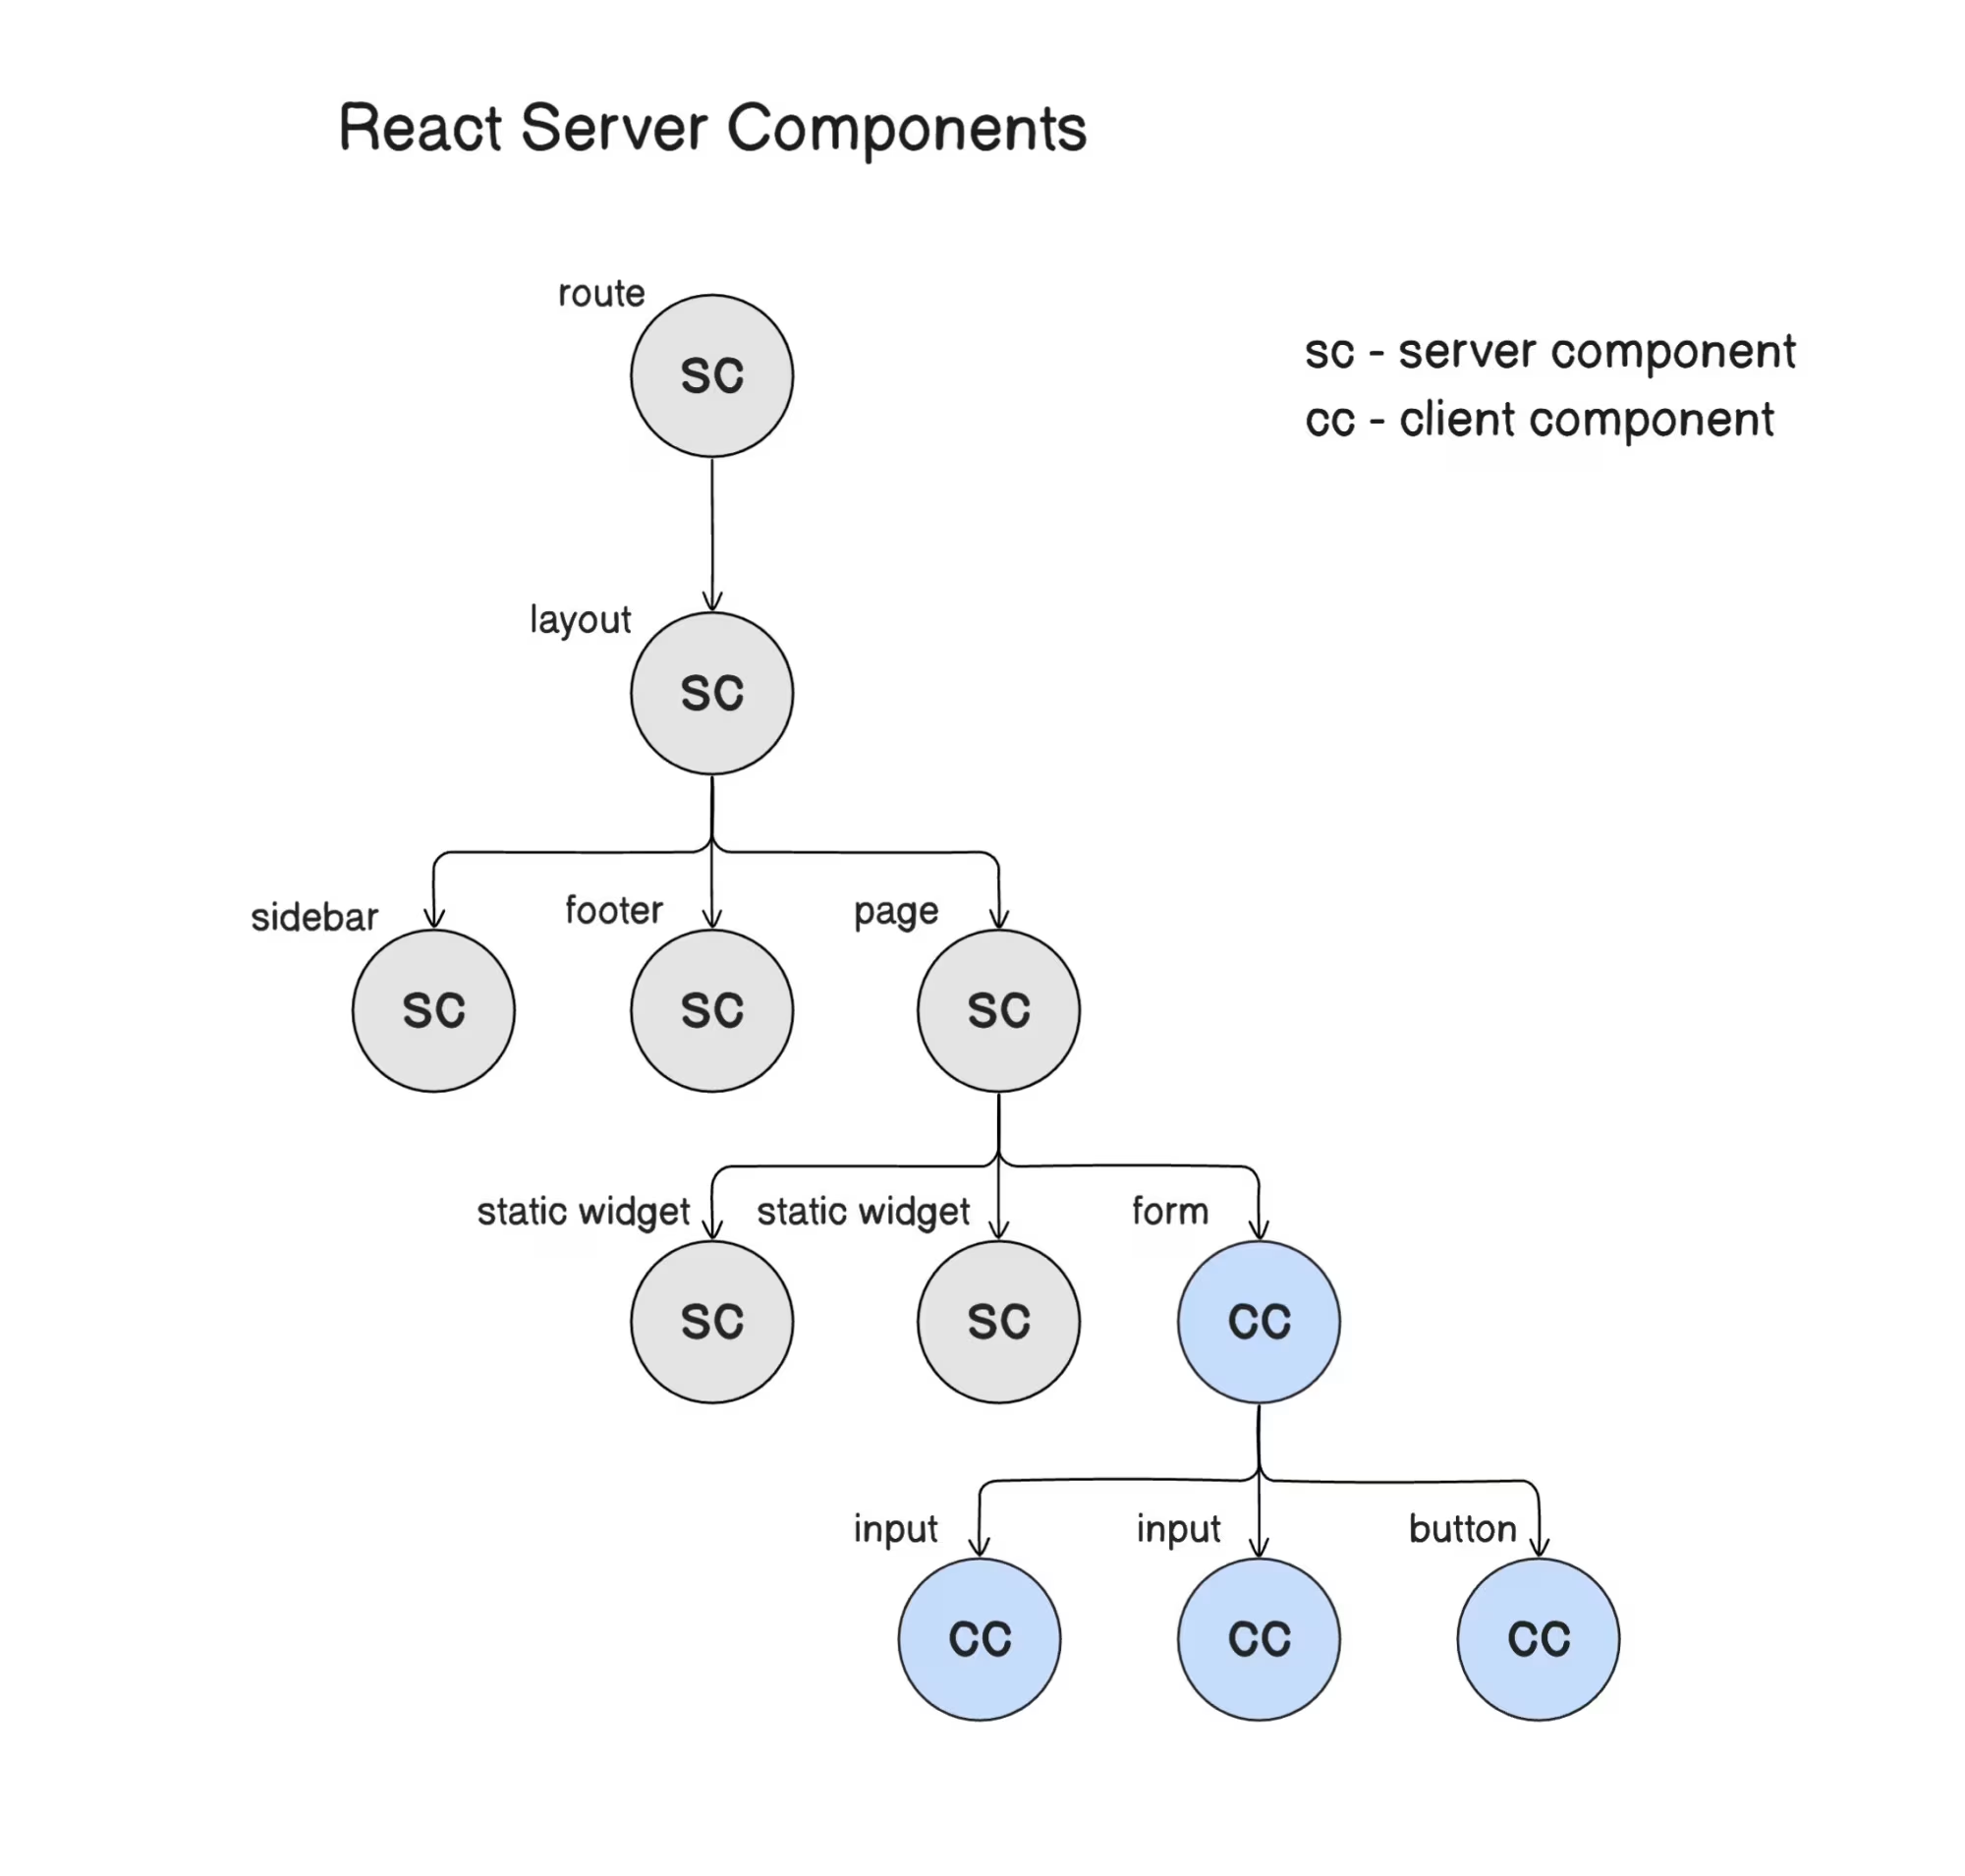 React Server Components
route
sc
sc - server component
cc - client component
layout
sc
sidebar
footer
page
sc
sc
sc
static widget
static widget
form
sc
sc
cc
input
input
button
cc
cc
cc